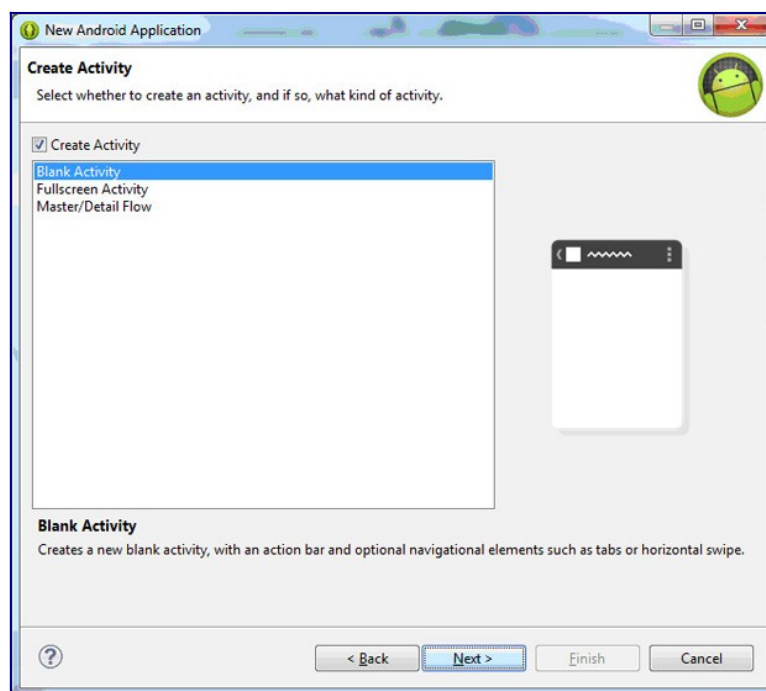 New Android Application
Create Activity
Select whether to create an activity, and if so, what kind of activity.
Create Activity
Blank Activity
Fullscreen Activity
Master/Detail Flow
Blank Activity
Creates a new blank activity, with an action bar and optional navigational elements such as tabs or horizontal swipe.
< Back Next > Finish Cancel